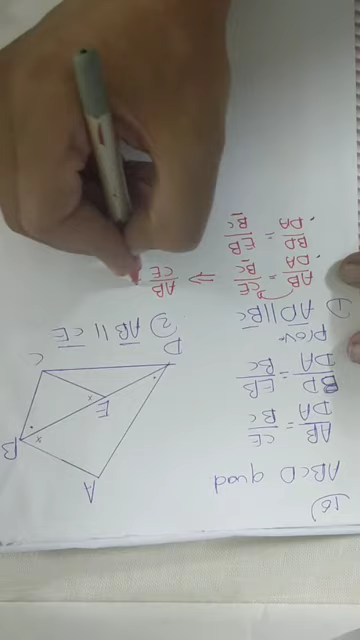 16)
ABCD quad
AB/DA = CE/BC
BD/DA = EB/BC
Prov
1) AD // BC
2) AB // CE
A
B
C
D
E
x
x
AB/DA = CE/BC ⇒ AB/CE
BD/DA = EB/BC